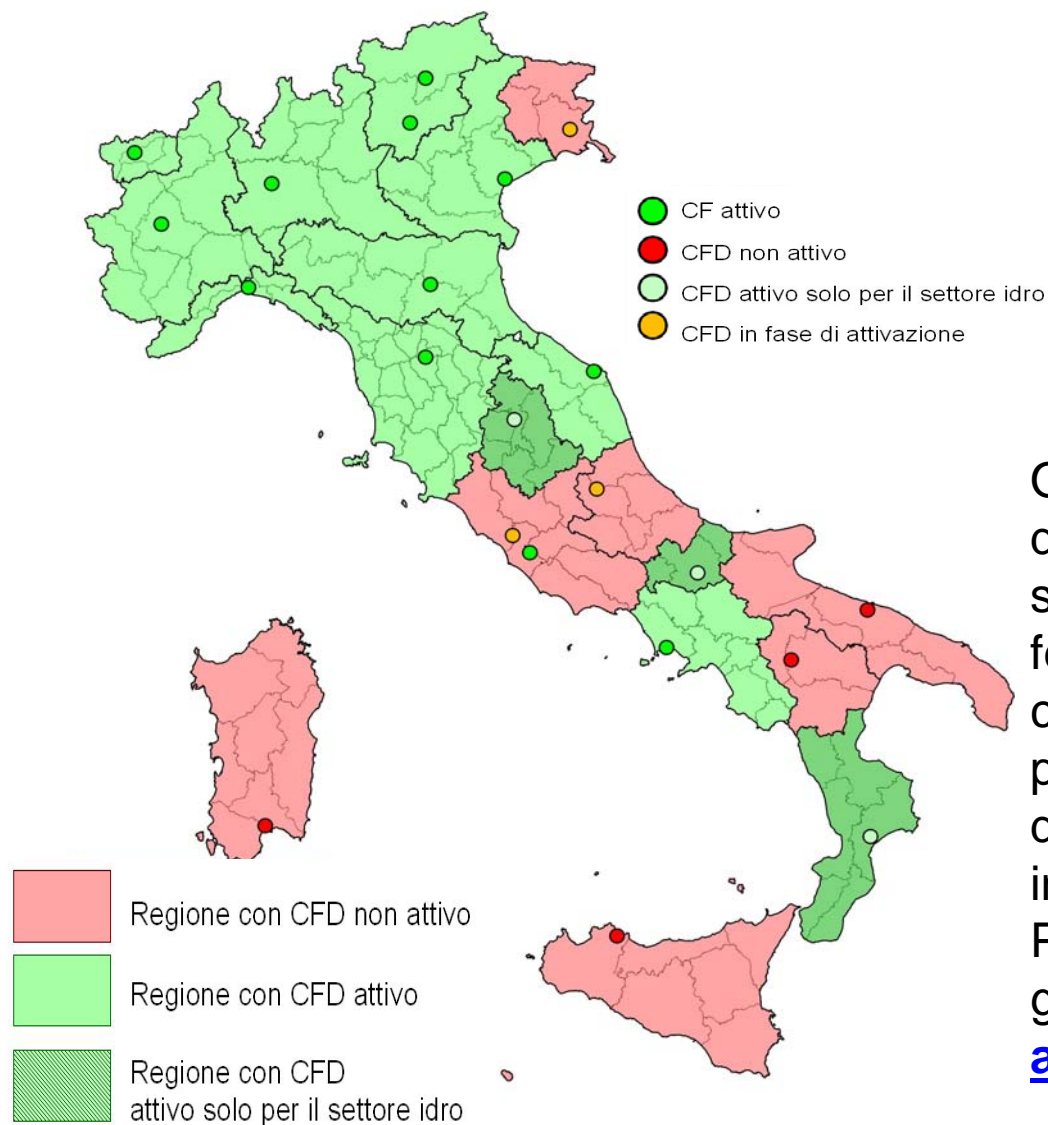 CF attivo
CFD non attivo
CFD attivo solo per il settore idro
CFD in fase di attivazione
Regione con CFD non attivo
Regione con CFD attivo
Regione con CFD
attivo solo per il settore idro